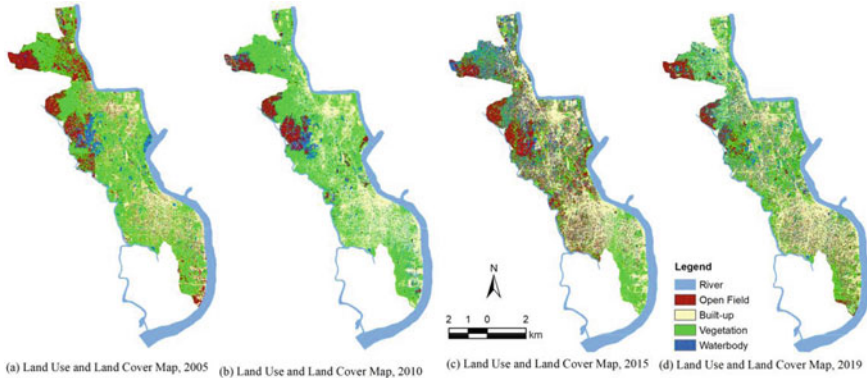 N
2 1 0 2
km
Legend
River
Open Field
Built-up
Vegetation
Waterbody
(a) Land Use and Land Cover Map, 2005
(b) Land Use and Land Cover Map, 2010
(c) Land Use and Land Cover Map, 2015
(d) Land Use and Land Cover Map, 2019